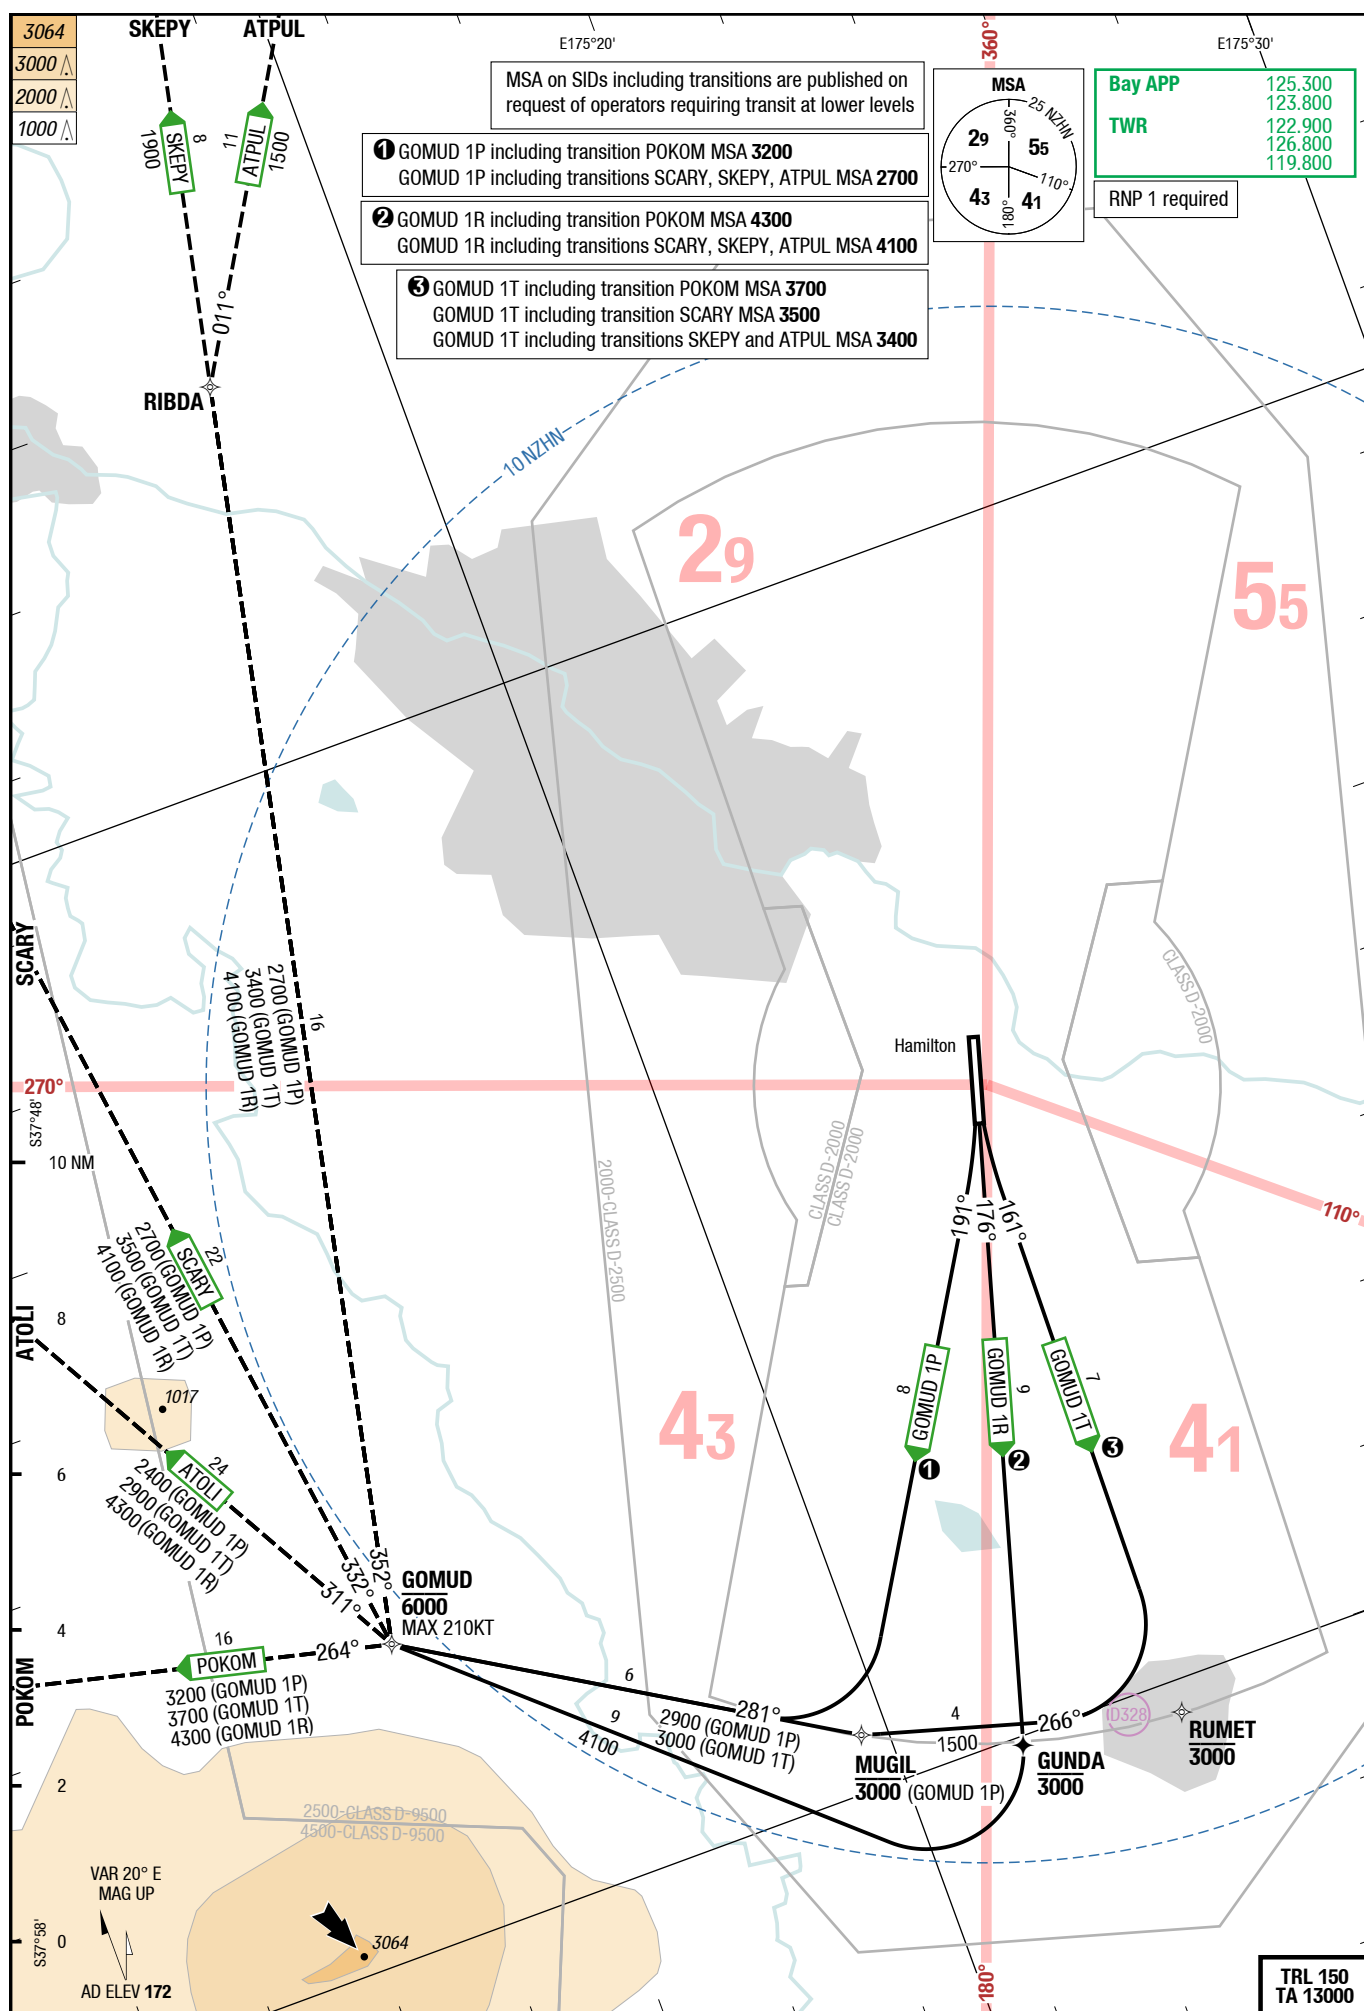 3064
3000
2000
1000
SKEPY
ATPUL
E175°20'
360°
E175°30'
MSA on SIDs including transitions are published on
request of operators requiring transit at lower levels
MSA
25 NZHN
360°
29
55
270°
110°
43
41
180°
Bay APP 125.300
123.800
TWR 122.900
126.800
119.800
RNP 1 required
❶ GOMUD 1P including transition POKOM MSA 3200
GOMUD 1P including transitions SCARY, SKEPY, ATPUL MSA 2700
❷ GOMUD 1R including transition POKOM MSA 4300
GOMUD 1R including transitions SCARY, SKEPY, ATPUL MSA 4100
❸ GOMUD 1T including transition POKOM MSA 3700
GOMUD 1T including transition SCARY MSA 3500
GOMUD 1T including transitions SKEPY and ATPUL MSA 3400
8
SKEPY
1900
11
ATPUL
1500
011°
RIBDA
10 NZHN
29
55
SCARY
16
2700 (GOMUD 1P)
3400 (GOMUD 1T)
4100 (GOMUD 1R)
CLASS D-2000
Hamilton
270°
S37°48'
10 NM
CLASS D-2000
CLASS D-2000
2000-CLASS D-2500
110°
191°
176°
161°
22
SCARY
2700 (GOMUD 1P)
3500 (GOMUD 1T)
4100 (GOMUD 1R)
ATOLI
8
1017
8
GOMUD 1P
9
GOMUD 1R
7
GOMUD 1T
❶
❷
❸
43
41
6
24
ATOLI
2400 (GOMUD 1P)
2900 (GOMUD 1T)
4300 (GOMUD 1R)
352°
332°
311°
GOMUD
6000
MAX 210KT
4
16
POKOM
264°
3200 (GOMUD 1P)
3700 (GOMUD 1T)
4300 (GOMUD 1R)
POKOM
6
281°
2900 (GOMUD 1P)
3000 (GOMUD 1T)
9
4100
4
1500
266°
D328
RUMET
3000
MUGIL
3000 (GOMUD 1P)
GUNDA
3000
2
2500-CLASS D-9500
4500-CLASS D-9500
VAR 20° E
MAG UP
S37°58'
0
3064
AD ELEV 172
180°
TRL 150
TA 13000